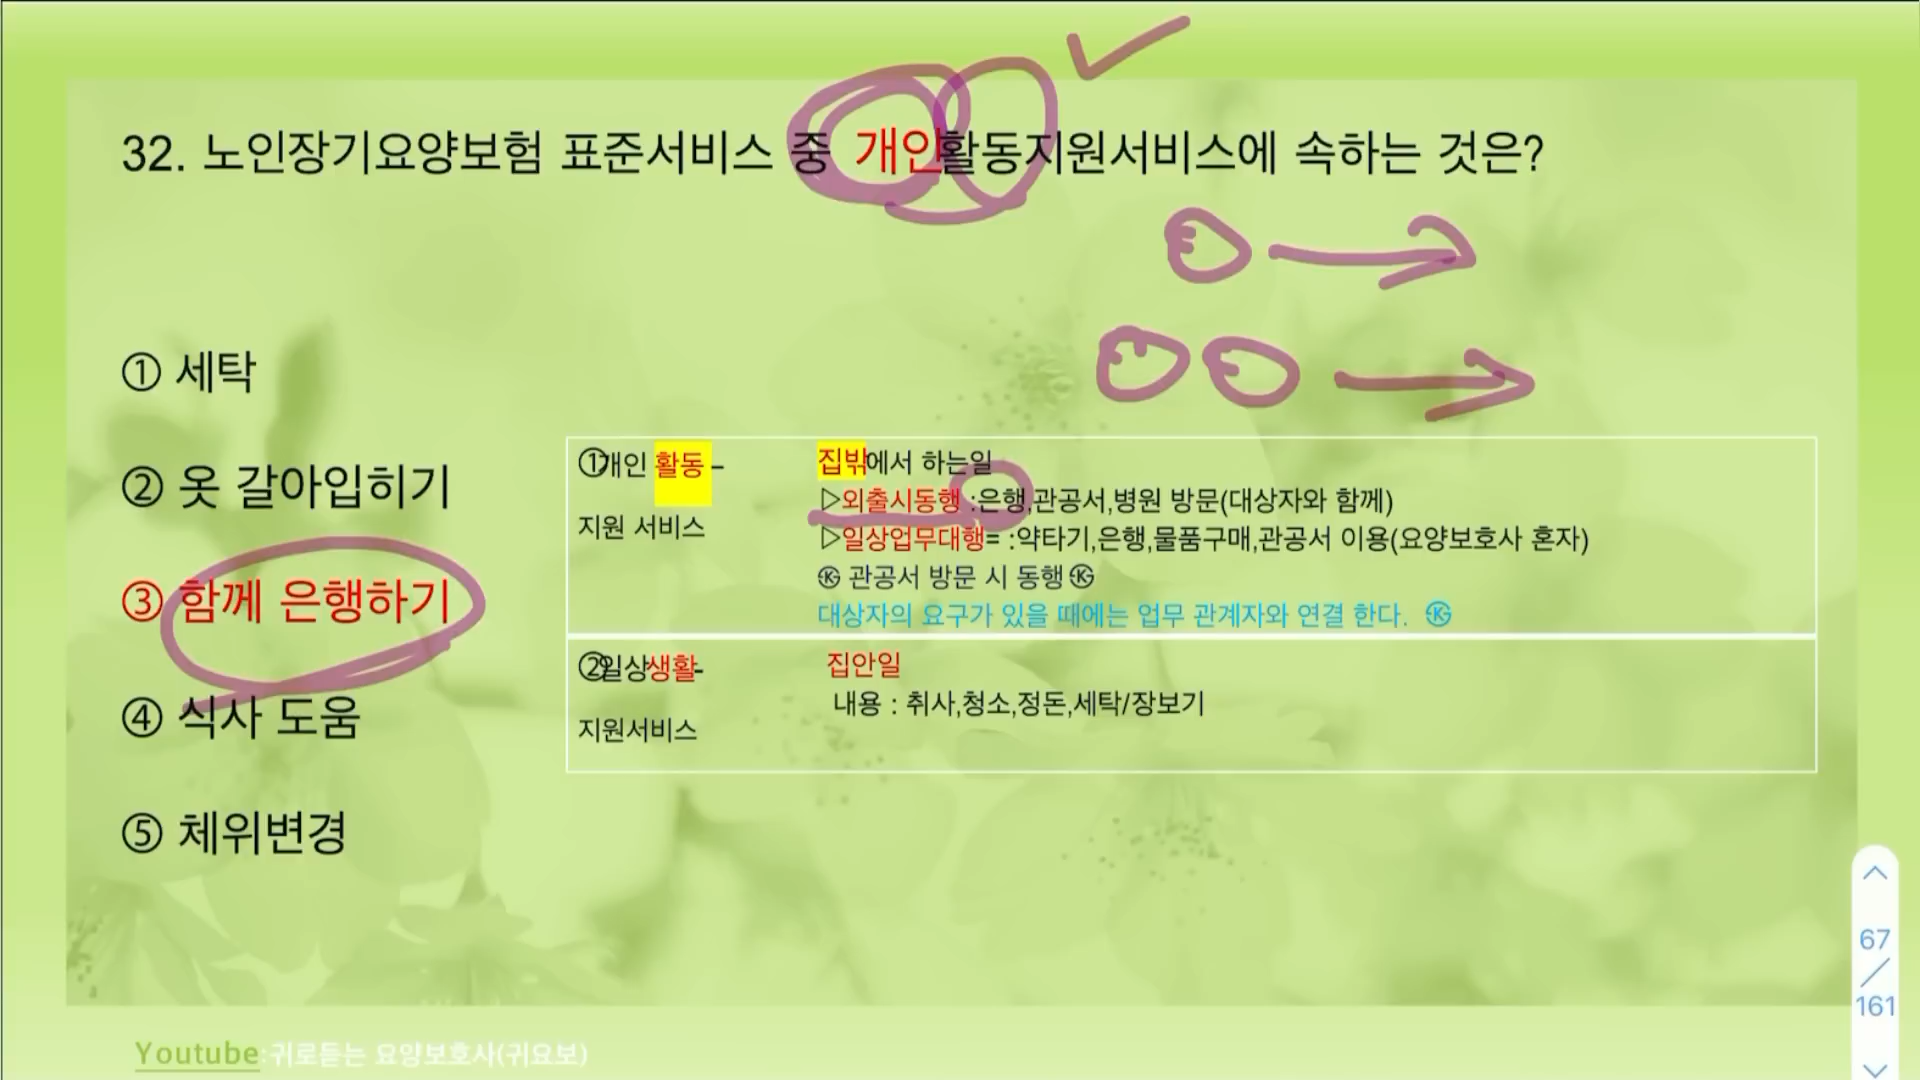 32. 노인장기요양보험 표준서비스 중 개인활동지원서비스에 속하는 것은?
① 세탁
② 옷 갈아입히기
③ 함께 은행하기
④ 식사 도움
⑤ 체위변경
①개인 활동-
지원 서비스
집밖에서 하는일
▷외출시동행 :은행,관공서,병원 방문(대상자와 함께)
▷일상업무대행= :약타기,은행,물품구매,관공서 이용(요양보호사 혼자)
㉿ 관공서 방문 시 동행㉿
대상자의 요구가 있을 때에는 업무 관계자와 연결 한다. ㉿
②일상생활-
지원서비스
집안일
내용 : 취사,청소,정돈,세탁/장보기
67
/
161
Youtube:귀로듣는 요양보호사(귀요보)